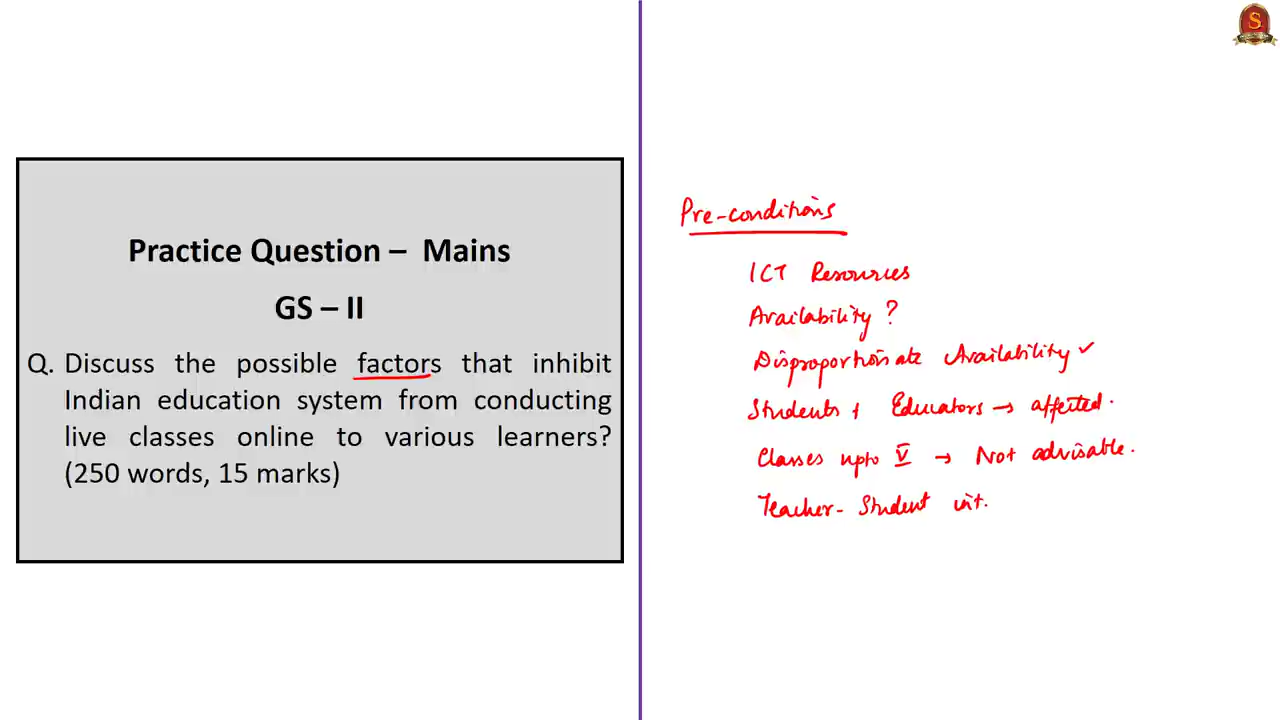 Practice Question – Mains
GS – II
Q. Discuss the possible factors that inhibit
Indian education system from conducting
live classes online to various learners?
(250 words, 15 marks)
S
Pre-conditions
ICT Resources
Availability ?
Disproportionate Availability ✓
Students + Educators → affected.
Classes upto V → Not advisable.
Teacher - Student int.